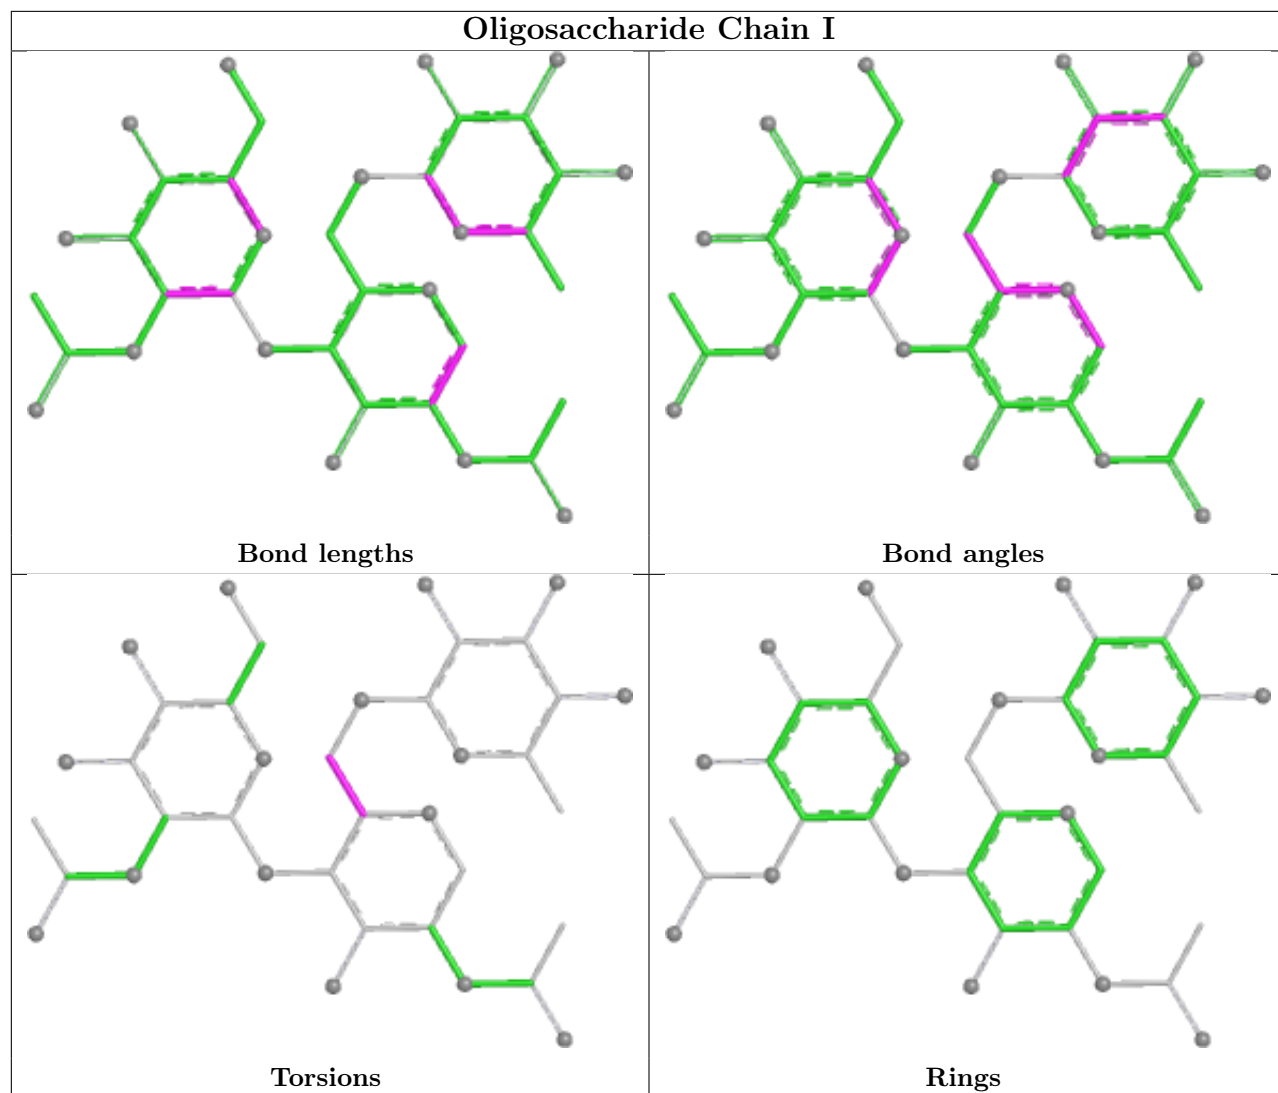 Oligosaccharide Chain I
Bond lengths
Bond angles
Torsions
Rings